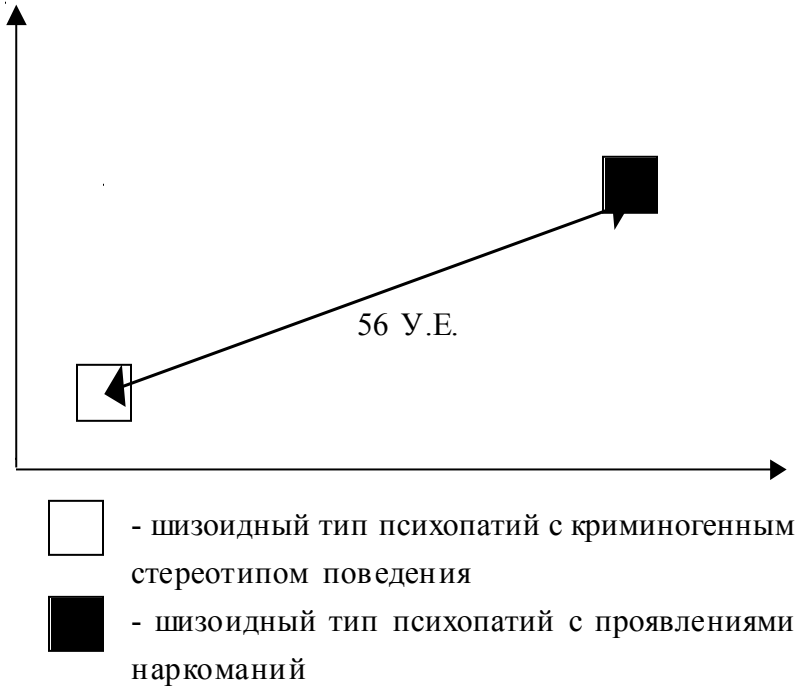 56 У.Е.
- шизоидный тип психопатий с криминогенным
стереотипом поведения
- шизоидный тип психопатий с проявлениями
наркоманий